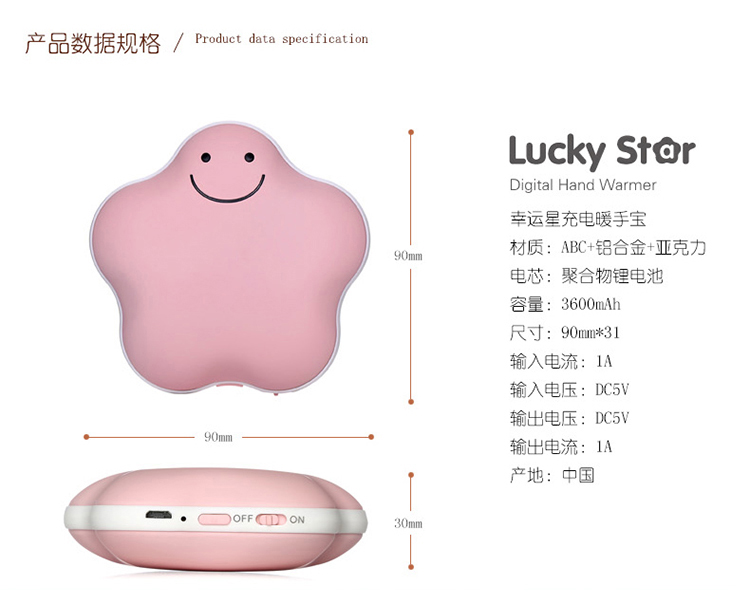 产品数据规格 / Product data specification
90mm
90mm
OFF ON
30mm
Lucky Star
Digital Hand Warmer
幸运星充电暖手宝
材质：ABC+铝合金+亚克力
电芯：聚合物锂电池
容量：3600mAh
尺寸：90mm*31
输入电流：1A
输入电压：DC5V
输出电压：DC5V
输出电流：1A
产地：中国